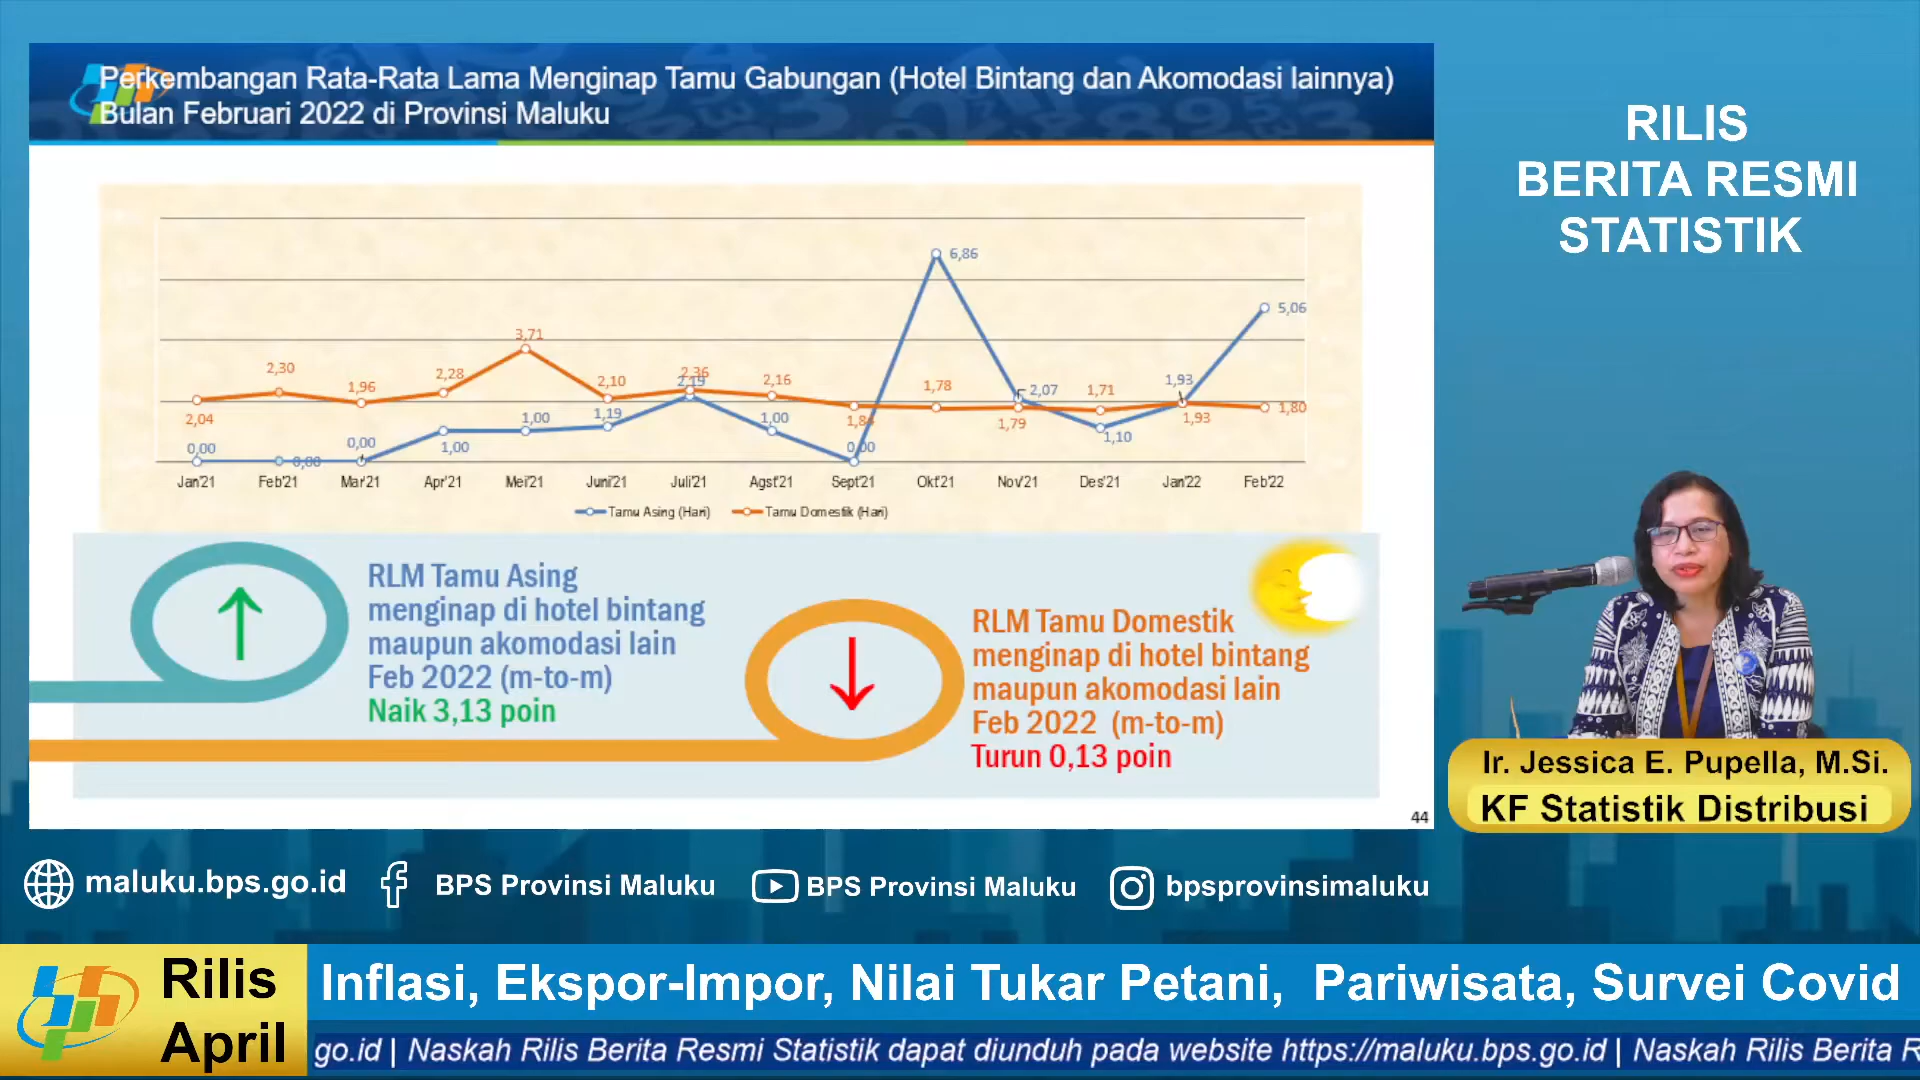 Perkembangan Rata-Rata Lama Menginap Tamu Gabungan (Hotel Bintang dan Akomodasi lainnya)
Bulan Februari 2022 di Provinsi Maluku
RILIS
BERITA RESMI
STATISTIK
6,86
5,06
3,71
2,30
2,28
1,96
2,10
2,36
2,19
2,16
1,78
2,07
1,71
1,93
1,80
2,04
1,00
1,19
1,00
1,79
1,10
1,93
0,00
0,00
0,00
1,00
0,00
Jan'21 Feb'21 Mar'21 Apr'21 Mei'21 Juni'21 Juli'21 Agst'21 Sept'21 Okt'21 Nov'21 Des'21 Jan'22 Feb'22
Tamu Asing (Hari) Tamu Domestik (Hari)
RLM Tamu Asing
menginap di hotel bintang
maupun akomodasi lain
Feb 2022 (m-to-m)
Naik 3,13 poin
RLM Tamu Domestik
menginap di hotel bintang
maupun akomodasi lain
Feb 2022 (m-to-m)
Turun 0,13 poin
44
Ir. Jessica E. Pupella, M.Si.
KF Statistik Distribusi
maluku.bps.go.id BPS Provinsi Maluku BPS Provinsi Maluku bpsprovinsimaluku
Rilis
April
Inflasi, Ekspor-Impor, Nilai Tukar Petani, Pariwisata, Survei Covid
go.id | Naskah Rilis Berita Resmi Statistik dapat diunduh pada website https://maluku.bps.go.id | Naskah Rilis Berita R